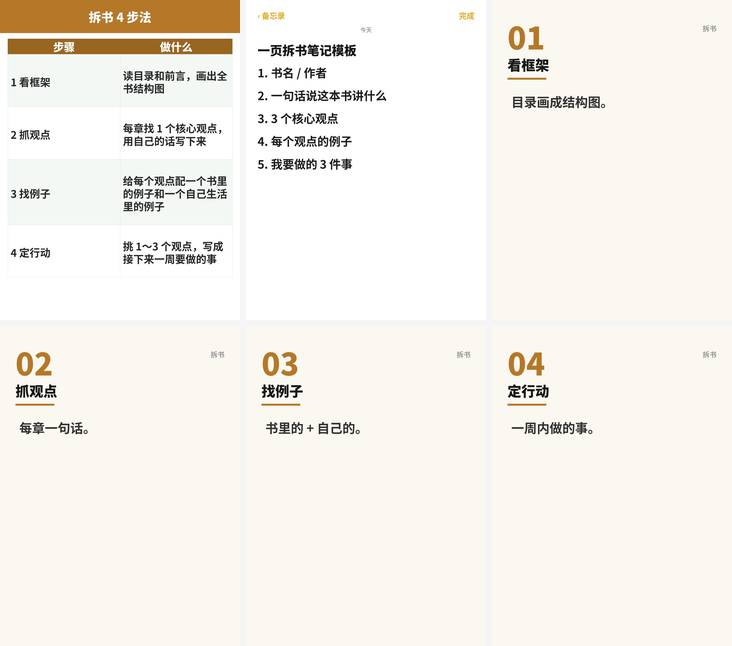 拆书 4 步法
步骤 做什么
1 看框架
读目录和前言，画出全
书结构图
2 抓观点
每章找 1 个核心观点，
用自己的话写下来
3 找例子
给每个观点配一个书里
的例子和一个自己生活
里的例子
4 定行动
挑 1～3 个观点，写成
接下来一周要做的事
‹ 备忘录 完成
今天
一页拆书笔记模板
1. 书名 / 作者
2. 一句话说这本书讲什么
3. 3 个核心观点
4. 每个观点的例子
5. 我要做的 3 件事
01
拆书
看框架
目录画成结构图。
02
拆书
抓观点
每章一句话。
03
拆书
找例子
书里的 + 自己的。
04
拆书
定行动
一周内做的事。